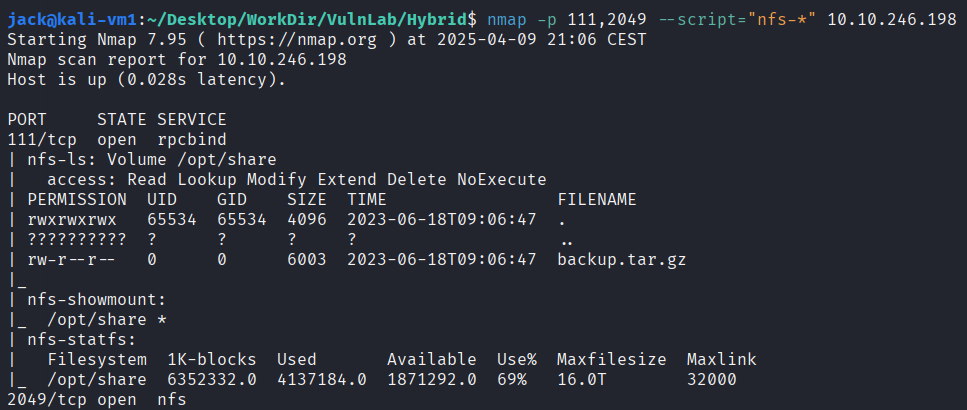 jack@kali-vm1:~/Desktop/WorkDir/VulnLab/Hybrid$ nmap -p 111,2049 --script="nfs-*" 10.10.246.198
Starting Nmap 7.95 ( https://nmap.org ) at 2025-04-09 21:06 CEST
Nmap scan report for 10.10.246.198
Host is up (0.028s latency).

PORT     STATE SERVICE
111/tcp  open  rpcbind
| nfs-ls: Volume /opt/share
|   access: Read Lookup Modify Extend Delete NoExecute
| PERMISSION  UID    GID    SIZE  TIME                 FILENAME
| rwxrwxrwx   65534  65534  4096  2023-06-18T09:06:47  .
| ??????????  ?      ?      ?     ?                    ..
| rw-r--r--   0      0      6003  2023-06-18T09:06:47  backup.tar.gz
|_
| nfs-showmount:
|_  /opt/share *
| nfs-statfs:
|   Filesystem  1K-blocks  Used       Available  Use%  Maxfilesize  Maxlink
|_  /opt/share  6352332.0  4137184.0  1871292.0  69%   16.0T        32000
2049/tcp open  nfs